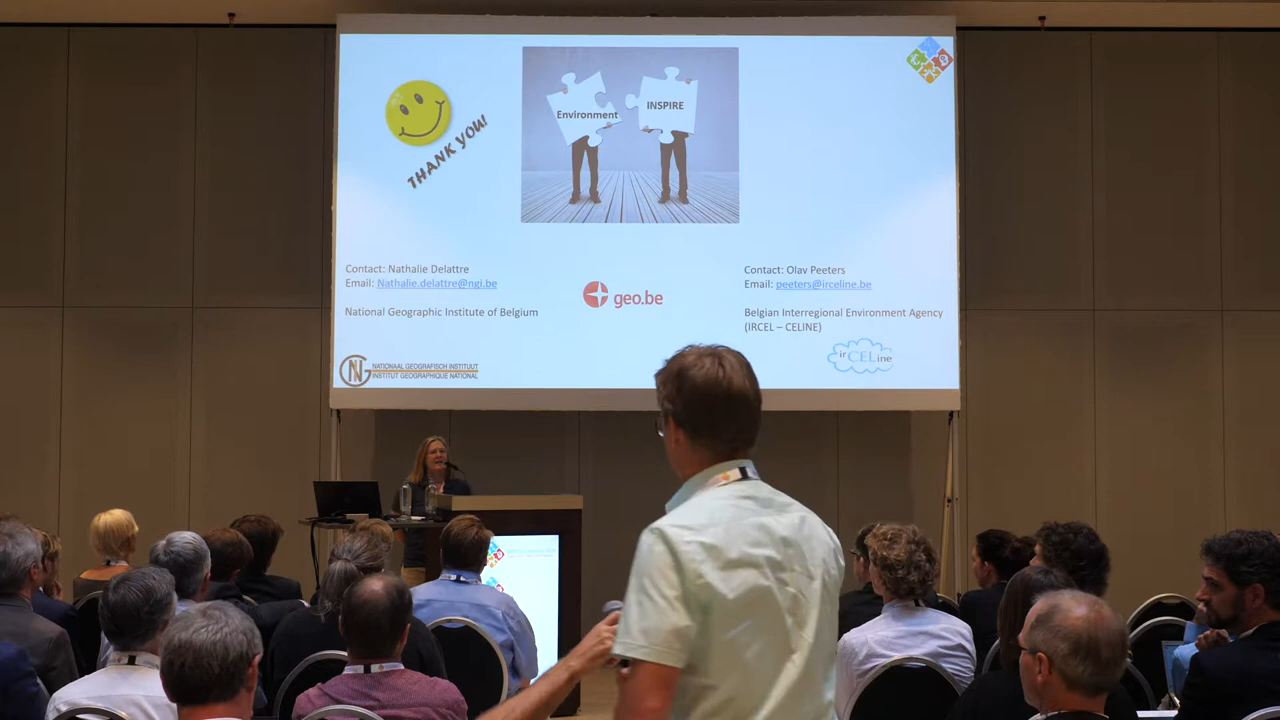 THANK YOU!
Environment
INSPIRE
Contact: Nathalie Delattre
Email: Nathalie.delattre@ngi.be
National Geographic Institute of Belgium
NGI
NATIONAAL GEOGRAFISCH INSTITUUT
INSTITUT GEOGRAPHIQUE NATIONAL
geo.be
Contact: Olav Peeters
Email: peeters@irceline.be
Belgian Interregional Environment Agency
(IRCEL – CELINE)
irCELine